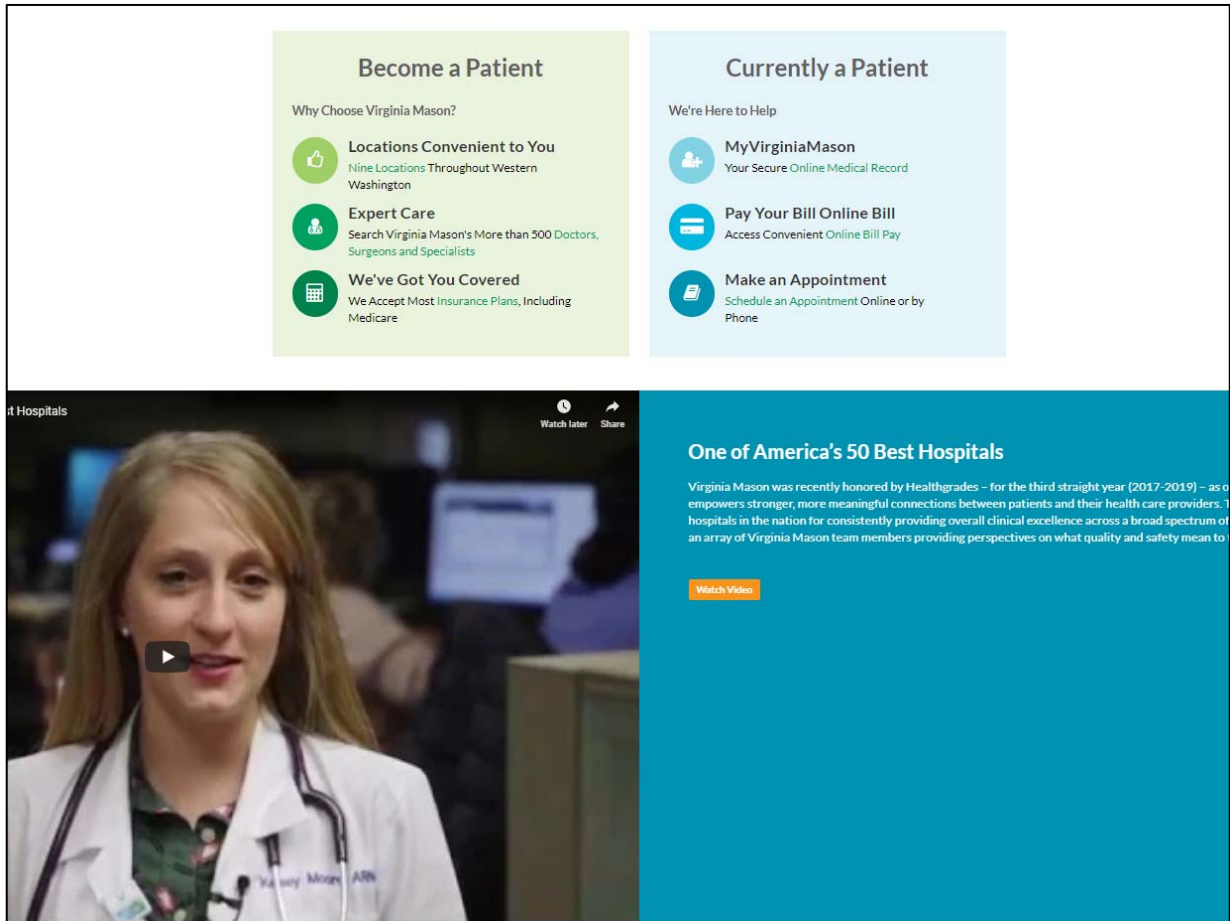 Become a Patient
Why Choose Virginia Mason?
Locations Convenient to You
Nine Locations Throughout Western
Washington
Expert Care
Search Virginia Mason's More than 500 Doctors,
Surgeons and Specialists
We've Got You Covered
We Accept Most Insurance Plans, Including
Medicare
Currently a Patient
We're Here to Help
MyVirginiaMason
Your Secure Online Medical Record
Pay Your Bill Online Bill
Access Convenient Online Bill Pay
Make an Appointment
Schedule an Appointment Online or by
Phone
st Hospitals
Watch later
Share
Moore, ARN
One of America’s 50 Best Hospitals
Virginia Mason was recently honored by Healthgrades – for the third straight year (2017-2019) – as o
empowers stronger, more meaningful connections between patients and their health care providers. T
hospitals in the nation for consistently providing overall clinical excellence across a broad spectrum of
an array of Virginia Mason team members providing perspectives on what quality and safety mean to
Watch Video